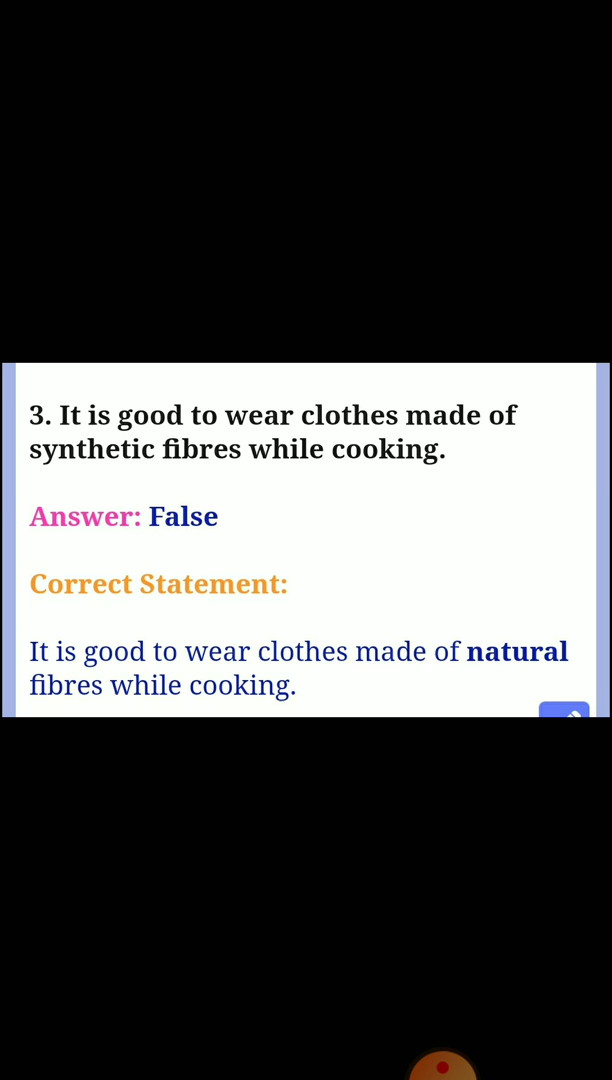 3. It is good to wear clothes made of
synthetic fibres while cooking.
Answer: False
Correct Statement:
It is good to wear clothes made of natural
fibres while cooking.